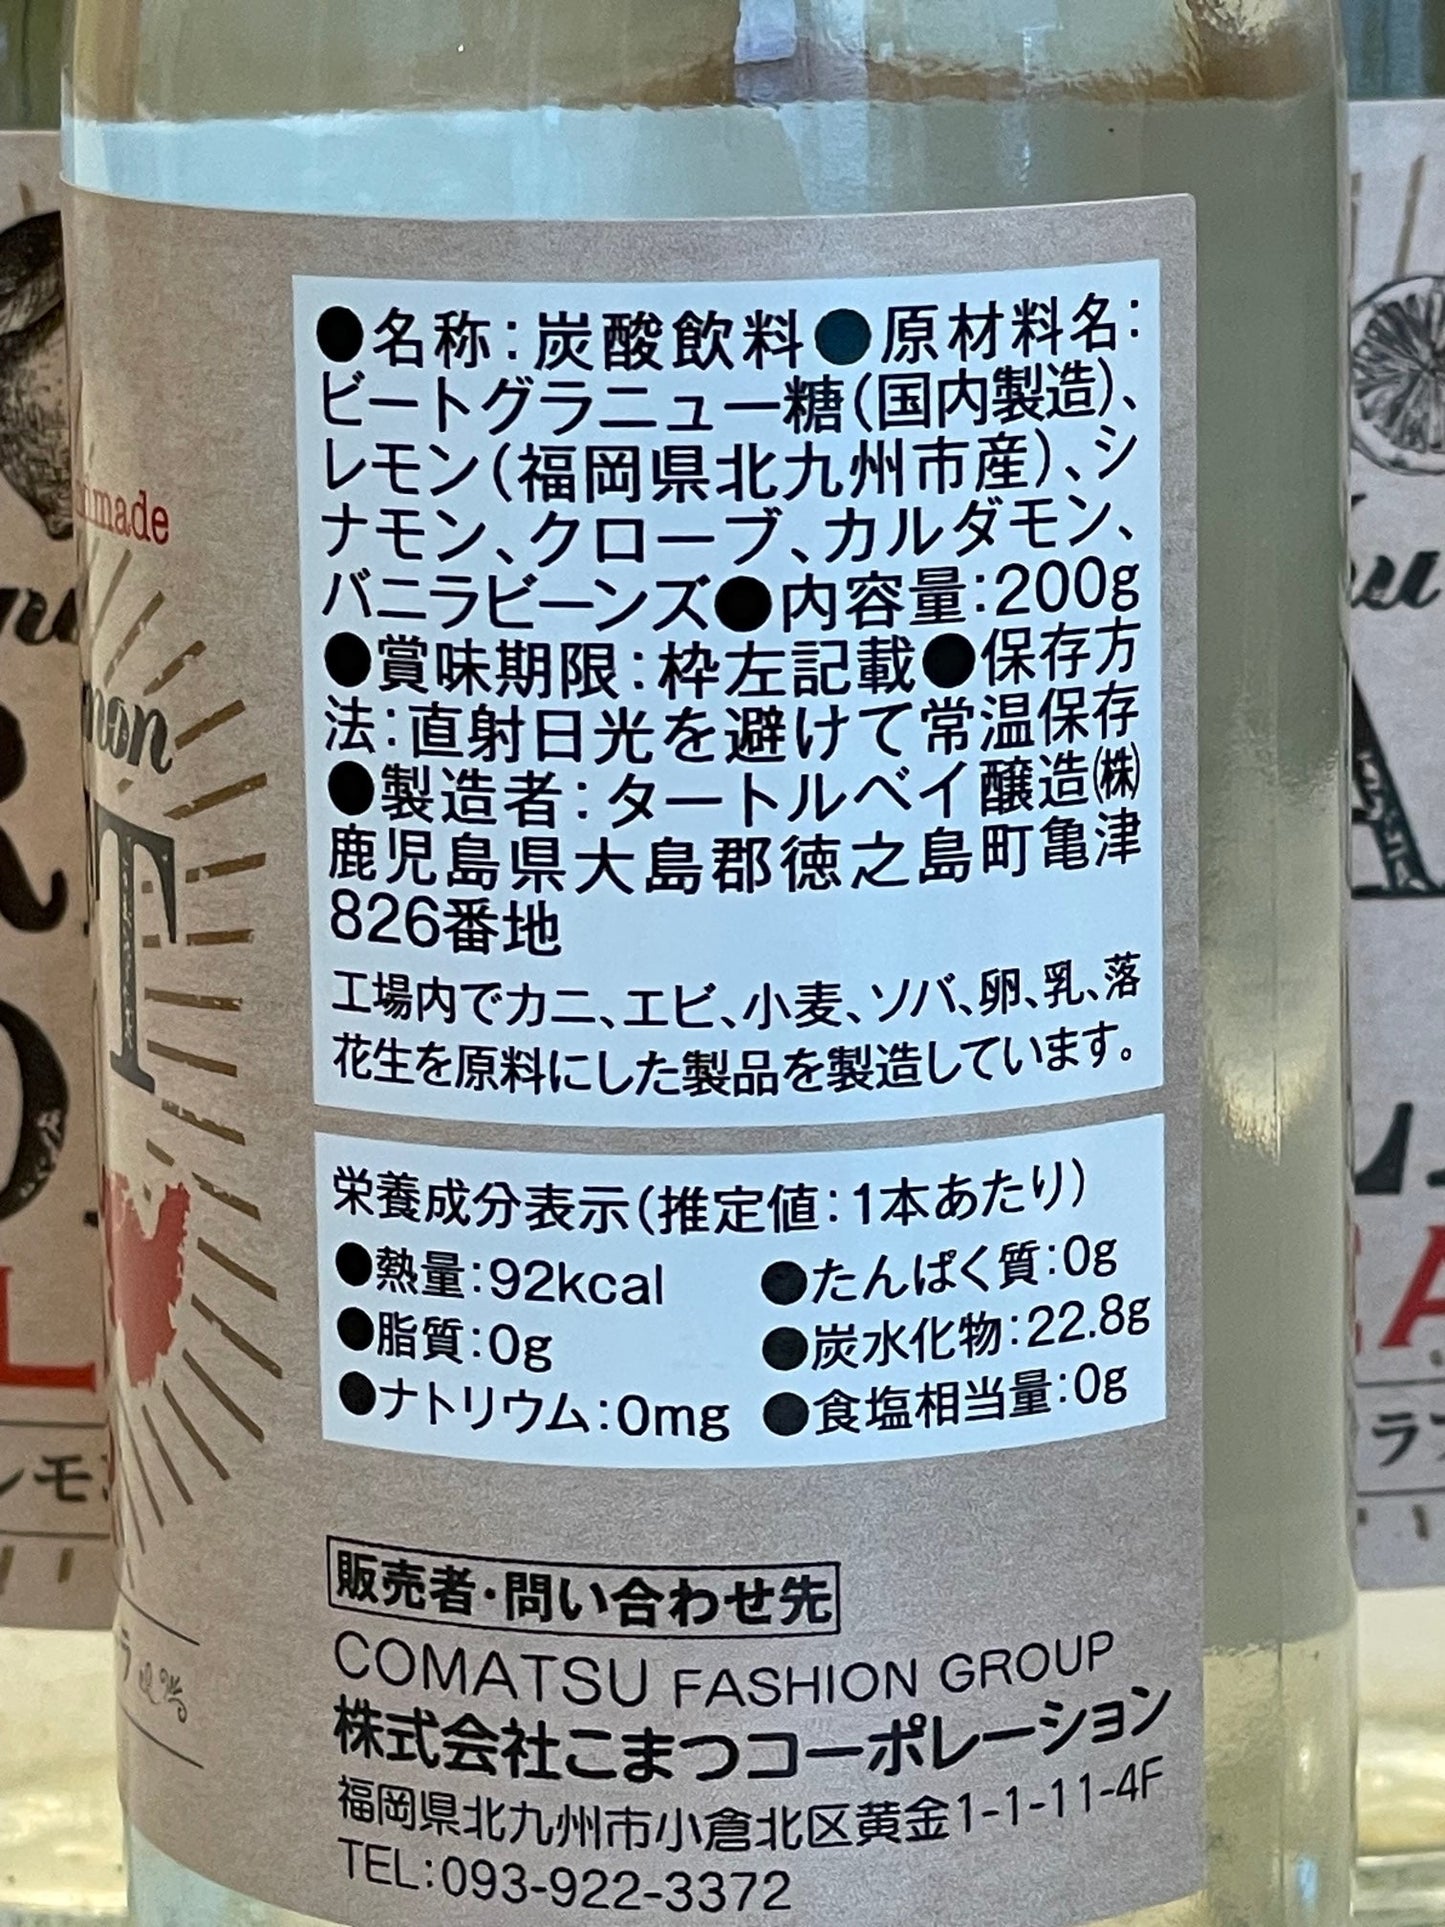 ●名称：炭酸飲料●原材料名：
ビートグラニュー糖（国内製造）、
レモン（福岡県北九州市産）、シ
ナモン、クローブ、カルダモン、
バニラビーンズ●内容量：200g
●賞味期限：枠左記載●保存方
法：直射日光を避けて常温保存
●製造者：タートルベイ醸造㈱
鹿児島県大島郡徳之島町亀津
826番地
工場内でカニ、エビ、小麦、ソバ、卵、乳、落
花生を原料にした製品を製造しています。
栄養成分表示（推定値：1本あたり）
●熱量：92kcal ●たんぱく質：0g
●脂質：0g ●炭水化物：22.8g
●ナトリウム：0mg ●食塩相当量：0g
販売者・問い合わせ先
COMATSU FASHION GROUP
株式会社こまつコーポレーション
福岡県北九州市小倉北区黄金1-1-11-4F
TEL：093-922-3372